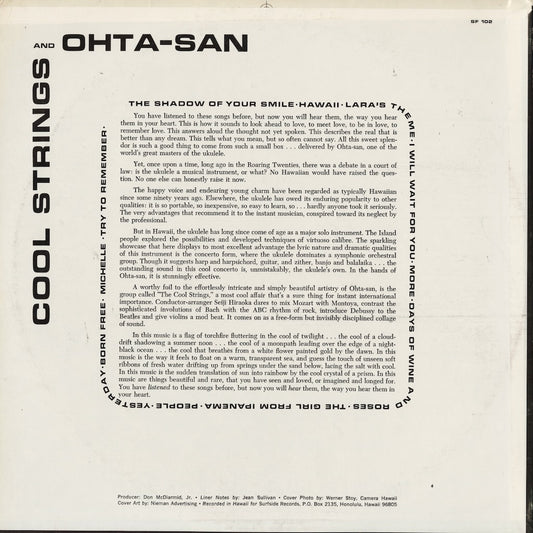 SF 102
COOL STRINGS
AND OHTA-SAN
THE SHADOW OF YOUR SMILE·HAWAII·LARA'S THEME·I WILL WAIT FOR YOU·MORE·DAYS OF WINE AND ROSES·THE GIRL FROM IPANEMA·PEOPLE·YESTERDAY·BORN FREE·MICHELLE·TRY TO REMEMBER·
You have listened to these songs before, but now you will hear them, the way you hear
them in your heart. This is how it sounds to look ahead to love, to meet love, to be in love, to
remember love. This answers aloud the thought not yet spoken. This describes the real that is
better than any dream. This tells what you mean, but so often cannot say. All this sweet splen-
dor is such a good thing to come from such a small box . . . delivered by Ohta-san, one of the
world's great masters of the ukulele.
Yet, once upon a time, long ago in the Roaring Twenties, there was a debate in a court of
law: is the ukulele a musical instrument, or what? No Hawaiian would have raised the ques-
tion. No one else can honestly raise it now.
The happy voice and endearing young charm have been regarded as typically Hawaiian
since some ninety years ago. Elsewhere, the ukulele has owed its enduring popularity to other
qualities: it is so portable, so inexpensive, so easy to learn, so . . . hardly anyone took it seriously.
The very advantages that recommend it to the instant musician, conspired toward its neglect by
the professional.
But in Hawaii, the ukulele has long since come of age as a major solo instrument. The Island
people explored the possibilities and developed techniques of virtuoso calibre. The sparkling
showcase that here displays to most excellent advantage the lyric nature and dramatic qualities
of this instrument is the concerto form, where the ukulele dominates a symphonic orchestral
group. Though it suggests harp and harpsichord, guitar, and zither, banjo and balalaika . . . the
outstanding sound in this cool concerto is, unmistakably, the ukulele's own. In the hands of
Ohta-san, it is stunningly effective.
A worthy foil to the effortlessly intricate and simply beautiful artistry of Ohta-san, is the
group called "The Cool Strings," a most cool affair that's a sure thing for instant international
importance. Conductor-arranger Seiji Hiraoka dares to mix Mozart with Montoya, contrast the
sophisticated involutions of Bach with the ABC rhythm of rock, introduce Debussy to the
Beatles and give violins a mod beat. It comes on as a free-form but invisibly disciplined collage
of sound.
In this music is a flag of torchfire fluttering in the cool of twilight . . . the cool of a cloud-
drift shadowing a summer noon . . . the cool of a moonpath leading over the edge of a night-
black ocean . . . the cool that breathes from a white flower painted gold by the dawn. In this
music is the way it feels to float on a warm, transparent sea, and guess the touch of unseen soft
ribbons of fresh water drifting up from springs under the sand below, lacing the salt with cool.
In this music is the sudden translation of sun into rainbow by the cool crystal of a prism. In this
music are things beautiful and rare, that you have seen and loved, or imagined and longed for.
You have listened to these songs before, but now you will hear them, the way you hear them in
your heart.
Producer: Don McDiarmid, Jr. • Liner Notes by: Jean Sullivan • Cover Photo by: Werner Stoy, Camera Hawaii
Cover Art by: Nieman Advertising • Recorded in Hawaii for Surfside Records, P.O. Box 2135, Honolulu, Hawaii 96805